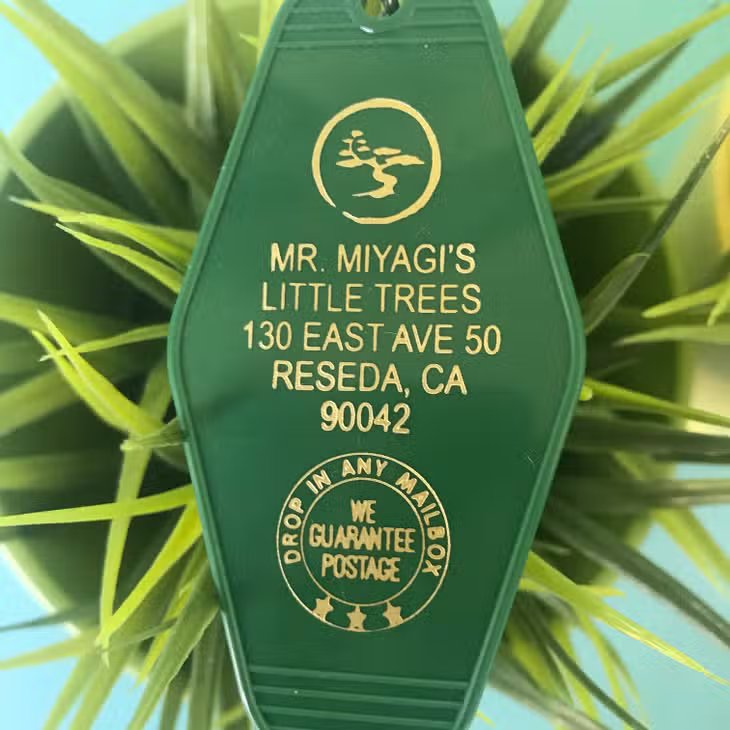 MR. MIYAGI'S
LITTLE TREES
130 EAST AVE 50
RESEDA, CA
90042
DROP IN ANY MAILBOX
WE
GUARANTEE
POSTAGE